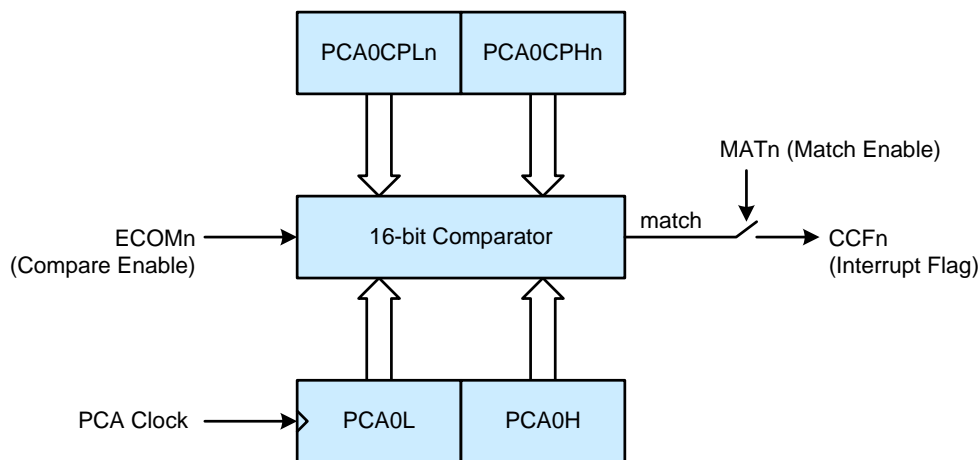 PCA0CPLn PCA0CPHn
MATn (Match Enable)
match
ECOMn
(Compare Enable)
16-bit Comparator
CCFn
(Interrupt Flag)
PCA Clock
PCA0L PCA0H